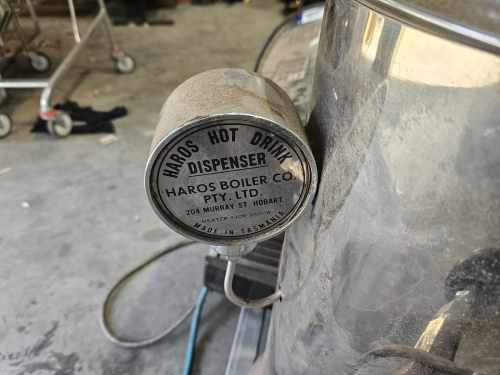 HAROS HOT DRINK
DISPENSER
HAROS BOILER CO.
PTY. LTD.
204 MURRAY ST. HOBART
MADE IN TASMANIA